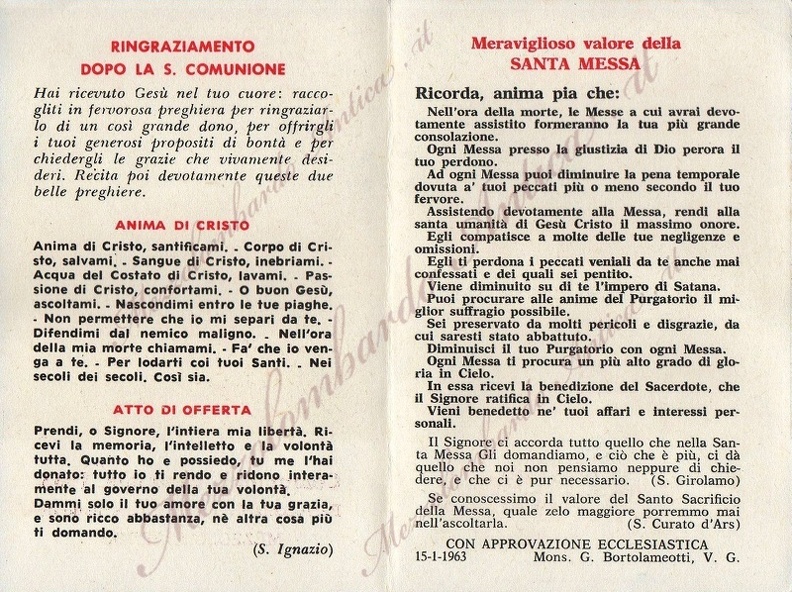 RINGRAZIAMENTO
DOPO LA S. COMUNIONE
Hai ricevuto Gesù nel tuo cuore: racco-
gliti in fervorosa preghiera per ringraziar-
lo di un così grande dono, per offrirgli
i tuoi generosi propositi di bontà e per
chiedergli le grazie che vivamente desi-
deri. Recita poi devotamente queste due
belle preghiere.
ANIMA DI CRISTO
Anima di Cristo, santificami. - Corpo di Cri-
sto, salvami. - Sangue di Cristo, inebriami. -
Acqua del Costato di Cristo, lavami. - Pas-
sione di Cristo, confortami. - O buon Gesù,
ascoltami. - Nascondimi entro le tue piaghe.
- Non permettere che io mi separi da te. -
Difendimi dal nemico maligno. - Nell'ora
della mia morte chiamami. - Fa' che io ven-
ga a te. - Per lodarti coi tuoi Santi. - Nei
secoli dei secoli. Così sia.
ATTO DI OFFERTA
Prendi, o Signore, l'intiera mia libertà. Ri-
cevi la memoria, l'intelletto e la volontà
tutta. Quanto ho e possiedo, tu me l'hai
donato: tutto io ti rendo e ridono intera-
mente al governo della tua volontà.
Dammi solo il tuo amore con la tua grazia,
e sono ricco abbastanza, nè altra cosa più
ti domando.
(S. Ignazio)
Meraviglioso valore della
SANTA MESSA
Ricorda, anima pia che:
Nell'ora della morte, le Messe a cui avrai devo-
tamente assistito formeranno la tua più grande
consolazione.
Ogni Messa presso la giustizia di Dio perora il
tuo perdono.
Ad ogni Messa puoi diminuire la pena temporale
dovuta a' tuoi peccati più o meno secondo il tuo
fervore.
Assistendo devotamente alla Messa, rendi alla
santa umanità di Gesù Cristo il massimo onore.
Egli compatisce a molte delle tue negligenze e
omissioni.
Egli ti perdona i peccati veniali da te anche mai
confessati e dei quali sei pentito.
Viene diminuito su di te l'impero di Satana.
Puoi procurare alle anime del Purgatorio il mi-
glior suffragio possibile.
Sei preservato da molti pericoli e disgrazie, da
cui saresti stato abbattuto.
Diminuisci il tuo Purgatorio con ogni Messa.
Ogni Messa ti procura un più alto grado di glo-
ria in Cielo.
In essa ricevi la benedizione del Sacerdote, che
il Signore ratifica in Cielo.
Vieni benedetto ne' tuoi affari e interessi per-
sonali.
Il Signore ci accorda tutto quello che nella San-
ta Messa Gli domandiamo, e ciò che è più, ci dà
quello che noi non pensiamo neppure di chie-
dere, e che ci è pur necessario. (S. Girolamo)
Se conoscessimo il valore del Santo Sacrificio
della Messa, quale zelo maggiore porremmo mai
nell'ascoltarla. (S. Curato d'Ars)
CON APPROVAZIONE ECCLESIASTICA
15-1-1963 Mons. G. Bortolameotti, V. G.